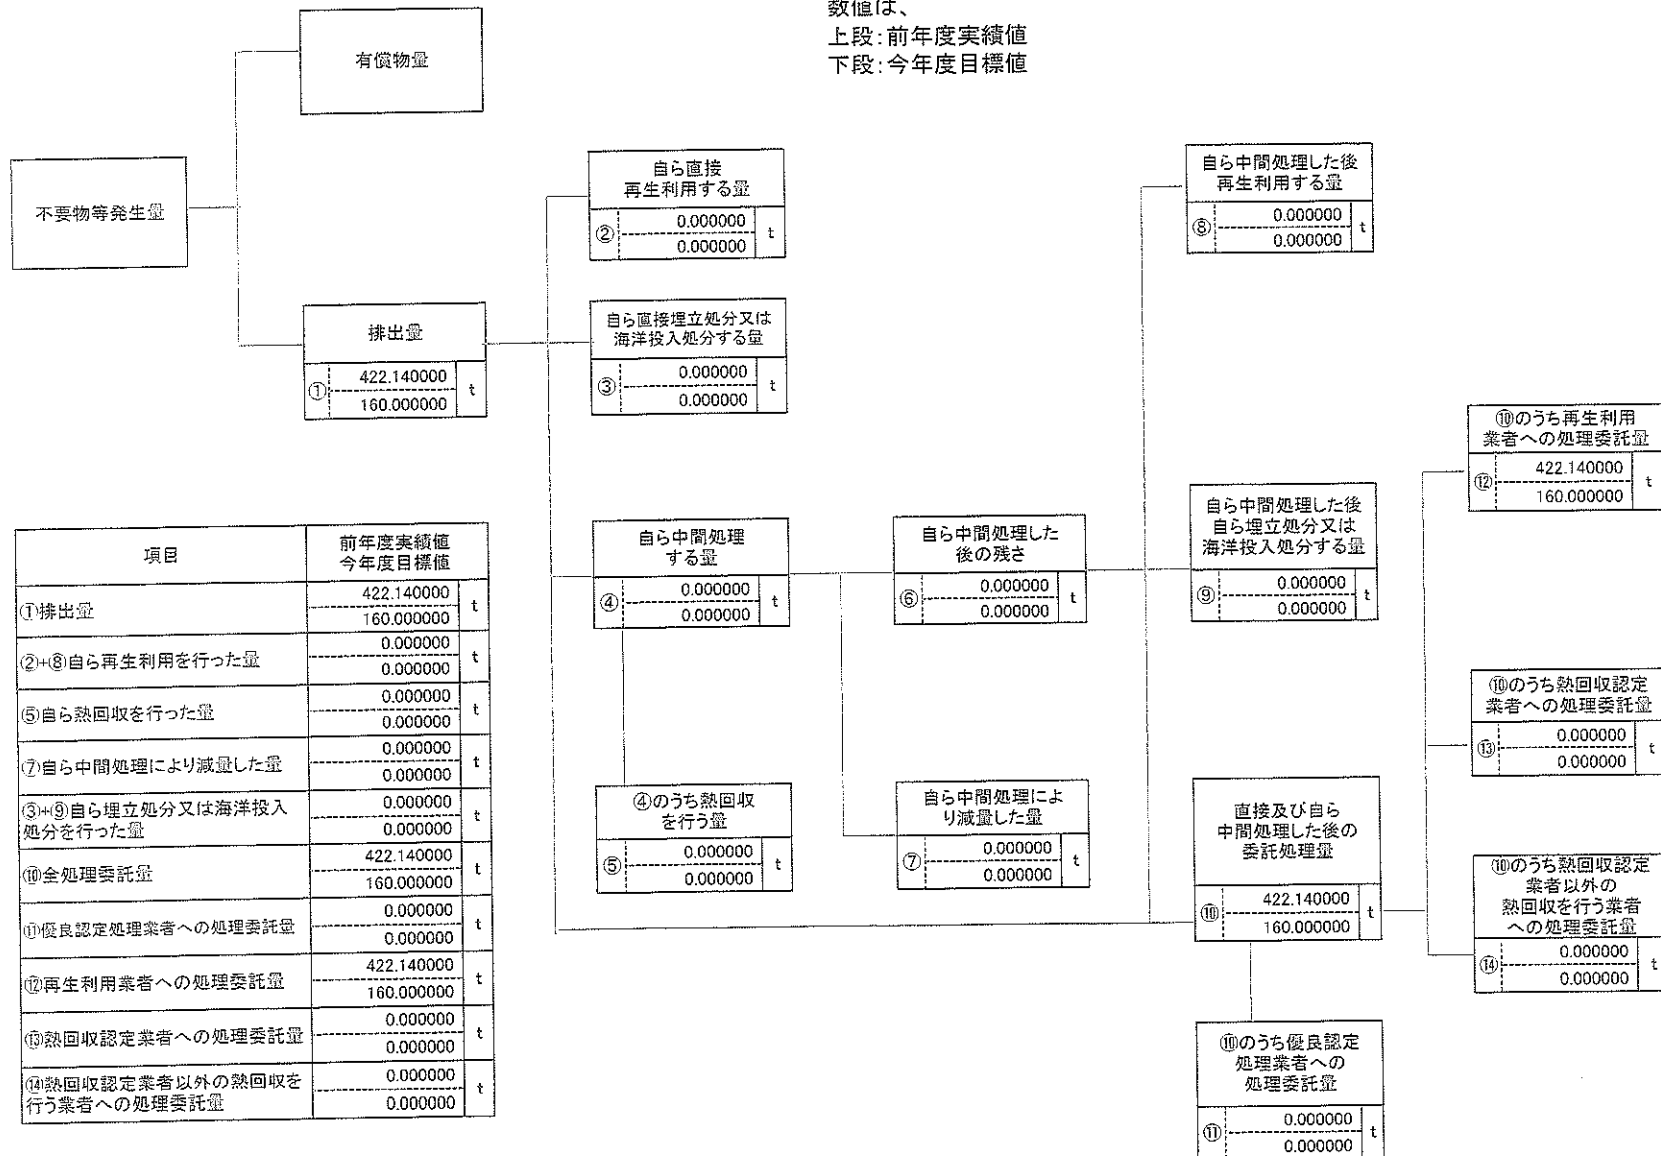 数値は、
上段:前年度実績値
下段:今年度目標値
有償物量
不要物等発生量
排出量
① 422.140000 t
160.000000
自ら直接
再生利用する量
② 0.000000 t
0.000000
自ら直接埋立処分又は
海洋投入処分する量
③ 0.000000 t
0.000000
自ら中間処理
する量
④ 0.000000 t
0.000000
④のうち熱回収
を行う量
⑤ 0.000000 t
0.000000
自ら中間処理した
後の残さ
⑥ 0.000000 t
0.000000
自ら中間処理によ
り減量した量
⑦ 0.000000 t
0.000000
自ら中間処理した後
再生利用する量
⑧ 0.000000 t
0.000000
自ら中間処理した後
自ら埋立処分又は
海洋投入処分する量
⑨ 0.000000 t
0.000000
直接及び自ら
中間処理した後の
委託処理量
⑩ 422.140000 t
160.000000
⑩のうち優良認定
処理業者への
処理委託量
⑪ 0.000000 t
0.000000
⑩のうち再生利用
業者への処理委託量
⑫ 422.140000 t
160.000000
⑩のうち熱回収認定
業者への処理委託量
⑬ 0.000000 t
0.000000
⑩のうち熱回収認定
業者以外の
熱回収を行う業者
への処理委託量
⑭ 0.000000 t
0.000000
項目 前年度実績値
今年度目標値
①排出量 422.140000 t
160.000000
②+⑧自ら再生利用を行った量 0.000000 t
0.000000
⑤自ら熱回収を行った量 0.000000 t
0.000000
⑦自ら中間処理により減量した量 0.000000 t
0.000000
③+⑨自ら埋立処分又は海洋投入
処分を行った量 0.000000 t
0.000000
⑩全処理委託量 422.140000 t
160.000000
⑪優良認定処理業者への処理委託量 0.000000 t
0.000000
⑫再生利用業者への処理委託量 422.140000 t
160.000000
⑬熱回収認定業者への処理委託量 0.000000 t
0.000000
⑭熱回収認定業者以外の熱回収を
行う業者への処理委託量 0.000000 t
0.000000